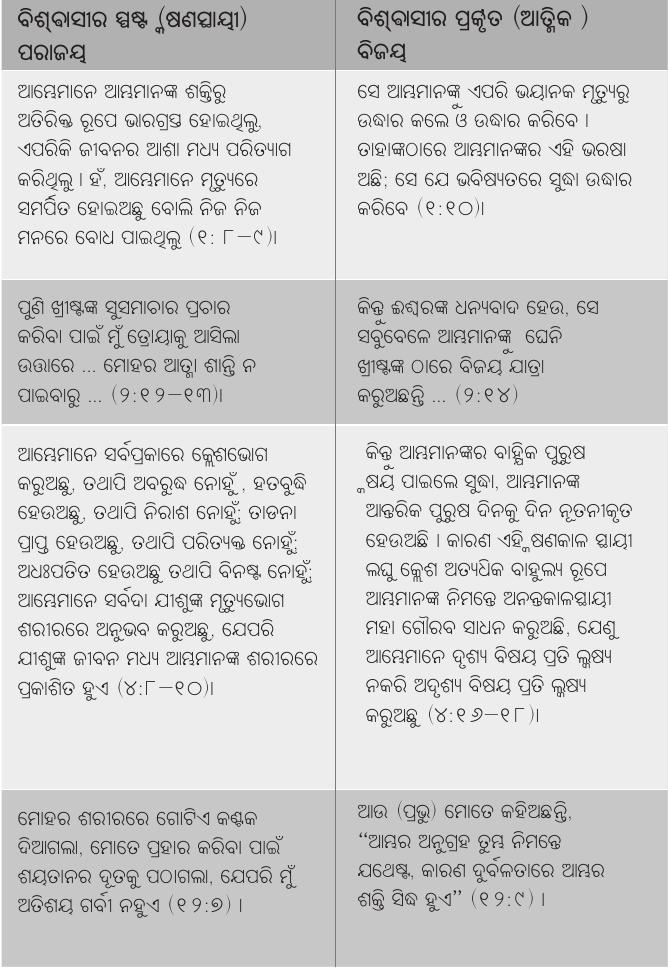 ବିଶ୍ଵାସୀର ସ୍ପଷ୍ଟ (କ୍ଷଣସ୍ଥାୟୀ)
ପରାଜୟ
ବିଶ୍ଵାସୀର ପ୍ରକୃତ (ଆତ୍ମିକ )
ବିଜୟ
ଆମ୍ଭେମାନେ ଆମ୍ଭମାନଙ୍କ ଶକ୍ତିରୁ
ଅତିରିକ୍ତ ରୂପେ ଭାରଗ୍ରସ୍ତ ହୋଇଥିଲୁ,
ଏପରିକି ଜୀବନର ଆଶା ମଧ୍ୟ ପରିତ୍ୟାଗ
କରିଥିଲୁ । ହଁ, ଆମ୍ଭେମାନେ ମୃତ୍ୟୁରେ
ସମର୍ପିତ ହୋଇଅଛୁ ବୋଲି ନିଜ ନିଜ
ମନରେ ବୋଧ ପାଇଥିଲୁ (୧: ୮–୯)।
ସେ ଆମ୍ଭମାନଙ୍କୁ ଏପରି ଭୟାନକ ମୃତ୍ୟୁରୁ
ଉଦ୍ଧାର କଲେ ଓ ଉଦ୍ଧାର କରିବେ ।
ତାହାଙ୍କଠାରେ ଆମ୍ଭମାନଙ୍କର ଏହି ଭରଷା
ଅଛି; ସେ ଯେ ଭବିଷ୍ୟତରେ ସୁଦ୍ଧା ଉଦ୍ଧାର
କରିବେ (୧:୧୦)।
ପୁଣି ଖ୍ରୀଷ୍ଟଙ୍କ ସୁସମାଚାର ପ୍ରଚାର
କରିବା ପାଇଁ ମୁଁ ତ୍ରୋୟାକୁ ଆସିଲା
ଉତ୍ତାରେ ... ମୋହର ଆତ୍ମା ଶାନ୍ତି ନ
ପାଇବାରୁ ... (୨:୧୨–୧୩)।
କିନ୍ତୁ ଈଶ୍ଵରଙ୍କ ଧନ୍ୟବାଦ ହେଉ, ସେ
ସବୁବେଳେ ଆମ୍ଭମାନଙ୍କୁ ଘେନି
ଖ୍ରୀଷ୍ଟଙ୍କ ଠାରେ ବିଜୟ ଯାତ୍ରା
କରୁଅଛନ୍ତି ... (୨:୧୪)
ଆମ୍ଭେମାନେ ସର୍ବପ୍ରକାରେ କ୍ଲେଶଭୋଗ
କରୁଅଛୁ, ତଥାପି ଅବରୁଦ୍ଧ ନୋହୁଁ , ହତବୁଦ୍ଧି
ହେଉଅଛୁ, ତଥାପି ନିରାଶ ନୋହୁଁ; ତାଡନା
ପ୍ରାପ୍ତ ହେଉଅଛୁ, ତଥାପି ପରିତ୍ୟକ୍ତ ନୋହୁଁ;
ଅଧଃପତିତ ହେଉଅଛୁ ତଥାପି ବିନଷ୍ଟ ନୋହୁଁ;
ଆମ୍ଭେମାନେ ସର୍ବଦା ଯୀଶୁଙ୍କ ମୃତ୍ୟୁଭୋଗ
ଶରୀରରେ ଅନୁଭବ କରୁଅଛୁ, ଯେପରି
ଯୀଶୁଙ୍କ ଜୀବନ ମଧ୍ୟ ଆମ୍ଭମାନଙ୍କ ଶରୀରରେ
ପ୍ରକାଶିତ ହୁଏ (୪:୮–୧୦)।
କିନ୍ତୁ ଆମ୍ଭମାନଙ୍କର ବାହ୍ଯିକ ପୁରୁଷ
କ୍ଷୟ ପାଇଲେ ସୁଦ୍ଧା, ଆମ୍ଭମାନଙ୍କ
ଆନ୍ତରିକ ପୁରୁଷ ଦିନକୁ ଦିନ ନୂତନୀକୃତ
ହେଉଅଛି । କାରଣ ଏହି କ୍ଷଣକାଳ ସ୍ଥାୟୀ
ଲଘୁ କ୍ଲେଶ ଅତ୍ୟଧିକ ବାହୁଲ୍ୟ ରୂପେ
ଆମ୍ଭମାନଙ୍କ ନିମନ୍ତେ ଅନନ୍ତକାଳସ୍ଥାୟୀ
ମହା ଗୌରବ ସାଧନ କରୁଅଛି, ଯେଣୁ
ଆମ୍ଭେମାନେ ଦୃଶ୍ୟ ବିଷୟ ପ୍ରତି ଲକ୍ଷ୍ୟ
ନକରି ଅଦୃଶ୍ୟ ବିଷୟ ପ୍ରତି ଲକ୍ଷ୍ୟ
କରୁଅଛୁ (୪:୧୬–୧୮)।
ମୋହର ଶରୀରରେ ଗୋଟିଏ କଣ୍ଟକ
ଦିଆଗଲା, ମୋତେ ପ୍ରହାର କରିବା ପାଇଁ
ଶୟତାନର ଦୂତକୁ ପଠାଗଲା, ଯେପରି ମୁଁ
ଅତିଶୟ ଗର୍ବୀ ନହୁଏ (୧୨:୭) ।
ଆଉ (ପ୍ରଭୁ) ମୋତେ କହିଅଛନ୍ତି,
“ଆମ୍ଭର ଅନୁଗ୍ରହ ତୁମ୍ଭ ନିମନ୍ତେ
ଯଥେଷ୍ଟ, କାରଣ ଦୁର୍ବଳତାରେ ଆମ୍ଭର
ଶକ୍ତି ସିଦ୍ଧ ହୁଏ” (୧୨:୯) ।